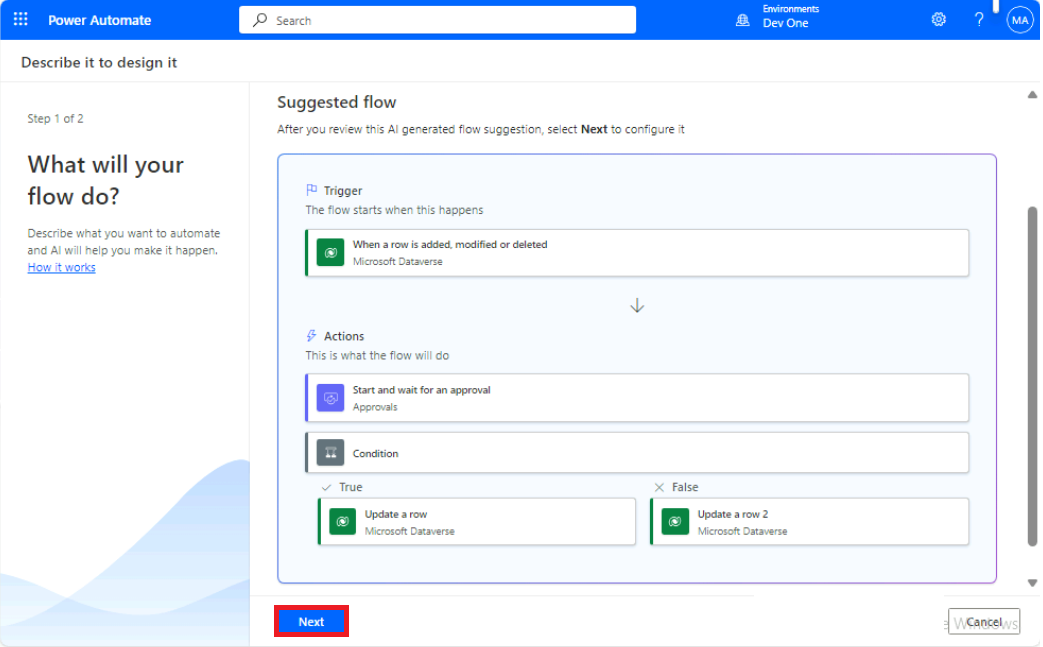 Power Automate
Search
Environments
Dev One
?
MA
Describe it to design it
Step 1 of 2
What will your
flow do?
Describe what you want to automate
and AI will help you make it happen.
How it works
Suggested flow
After you review this AI generated flow suggestion, select Next to configure it
Trigger
The flow starts when this happens
When a row is added, modified or deleted
Microsoft Dataverse
Actions
This is what the flow will do
Start and wait for an approval
Approvals
Condition
True
False
Update a row
Microsoft Dataverse
Update a row 2
Microsoft Dataverse
Next
Cancel
Windows